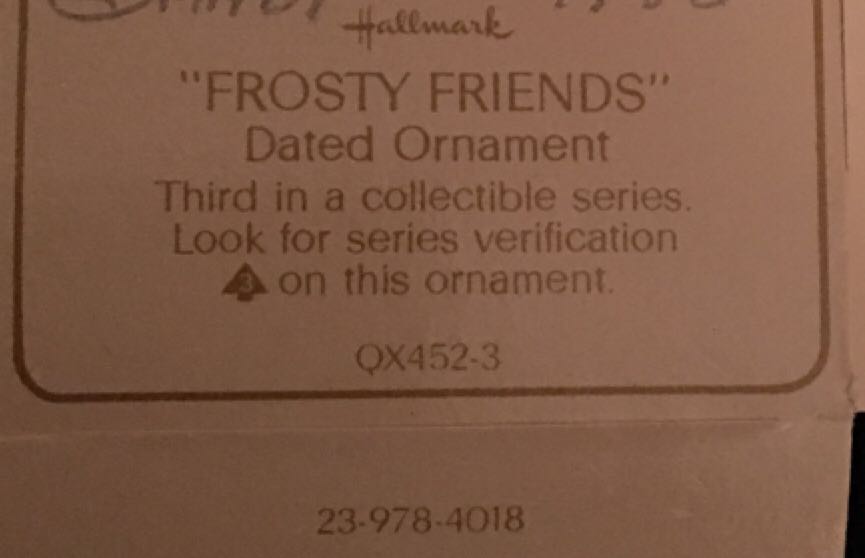 Hallmark
"FROSTY FRIENDS"
Dated Ornament
Third in a collectible series.
Look for series verification
3 on this ornament.
QX452-3
23-978-4018